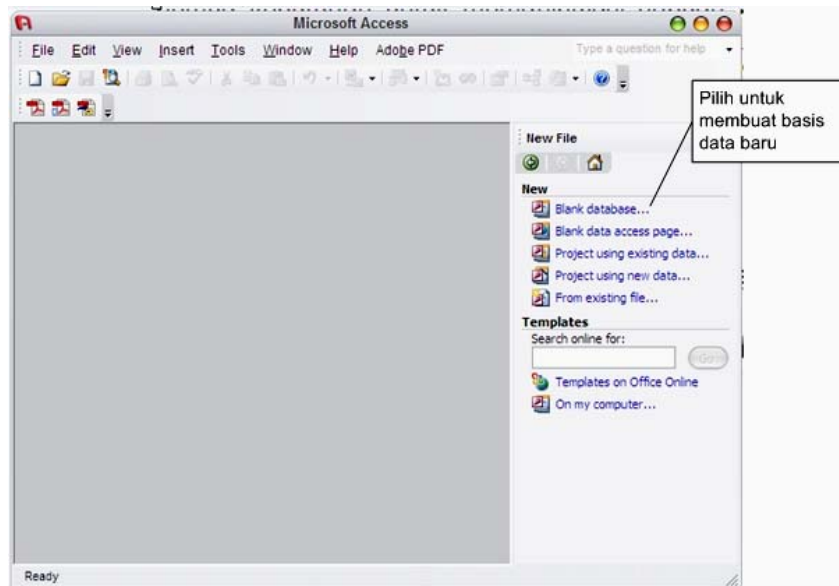 Microsoft Access
File Edit View Insert Tools Window Help Adobe PDF Type a question for help
Pilih untuk
membuat basis
data baru
New File
New
Blank database...
Blank data access page...
Project using existing data...
Project using new data...
From existing file...
Templates
Search online for:
Go
Templates on Office Online
On my computer...
Ready